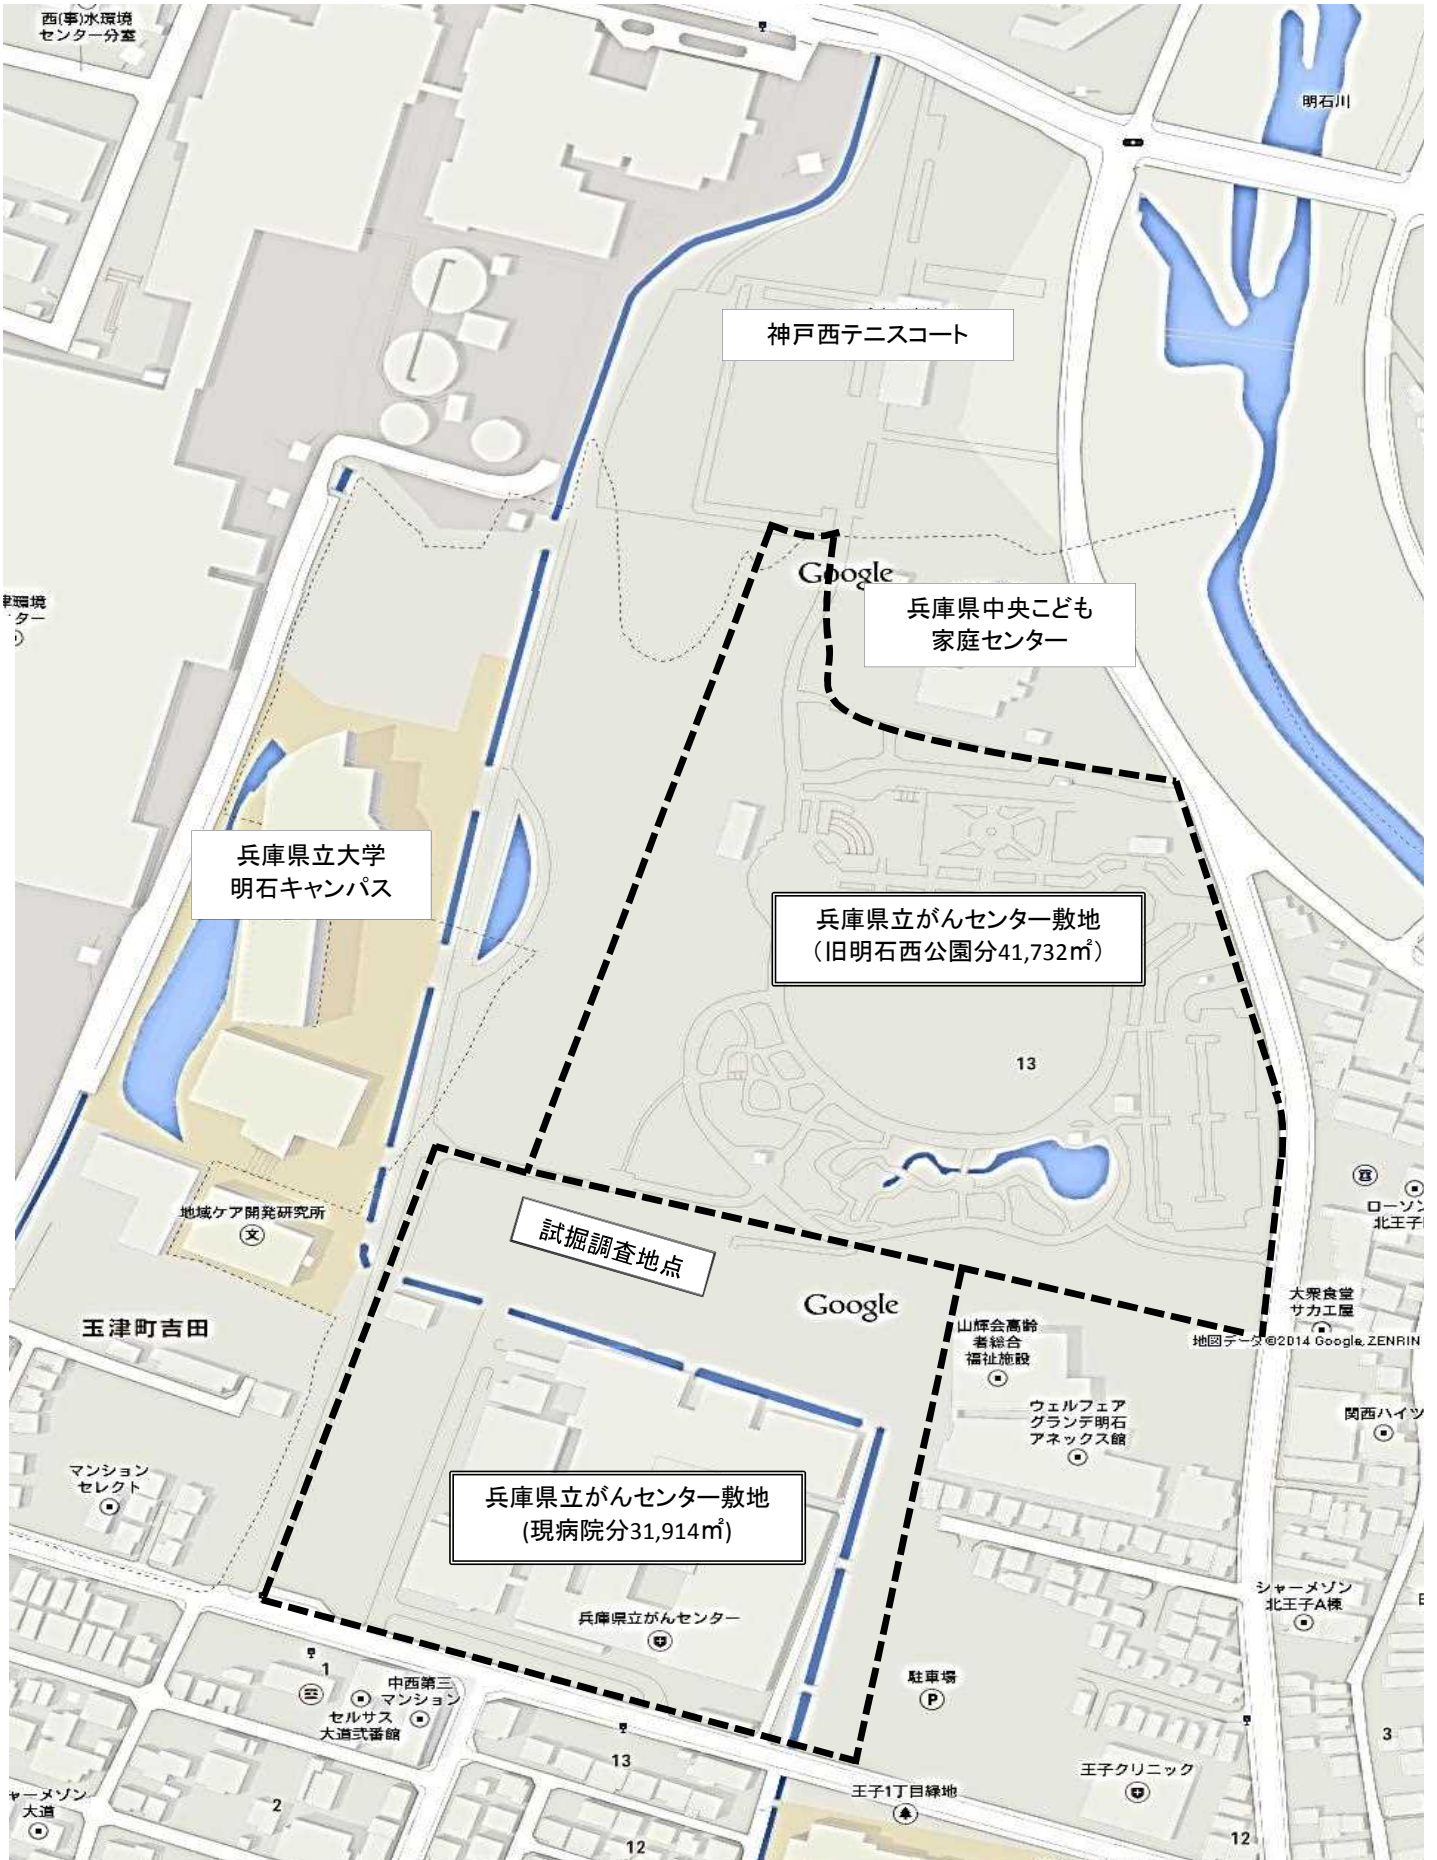 西(事)水環境
センター分室
明石川
神戸西テニスコート
Google
兵庫県中央こども
家庭センター
兵庫県立大学
明石キャンパス
兵庫県立がんセンター敷地
（旧明石西公園分41,732㎡）
13
地域ケア開発研究所
文
試掘調査地点
Google
玉津町吉田
山輝会高齢
者総合
福祉施設
大衆食堂
サカエ屋
地図データ©2014 Google, ZENRIN
ウェルフェア
グランデ明石
アネックス館
関西ハイツ
マンション
セレクト
兵庫県立がんセンター敷地
(現病院分31,914㎡)
シャーメゾン
北王子A棟
兵庫県立がんセンター
駐車場
P
1
中西第三
マンション
セルサス
大道弐番館
13
3
王子クリニック
王子1丁目緑地
ャーメゾン
大道
2
12
12